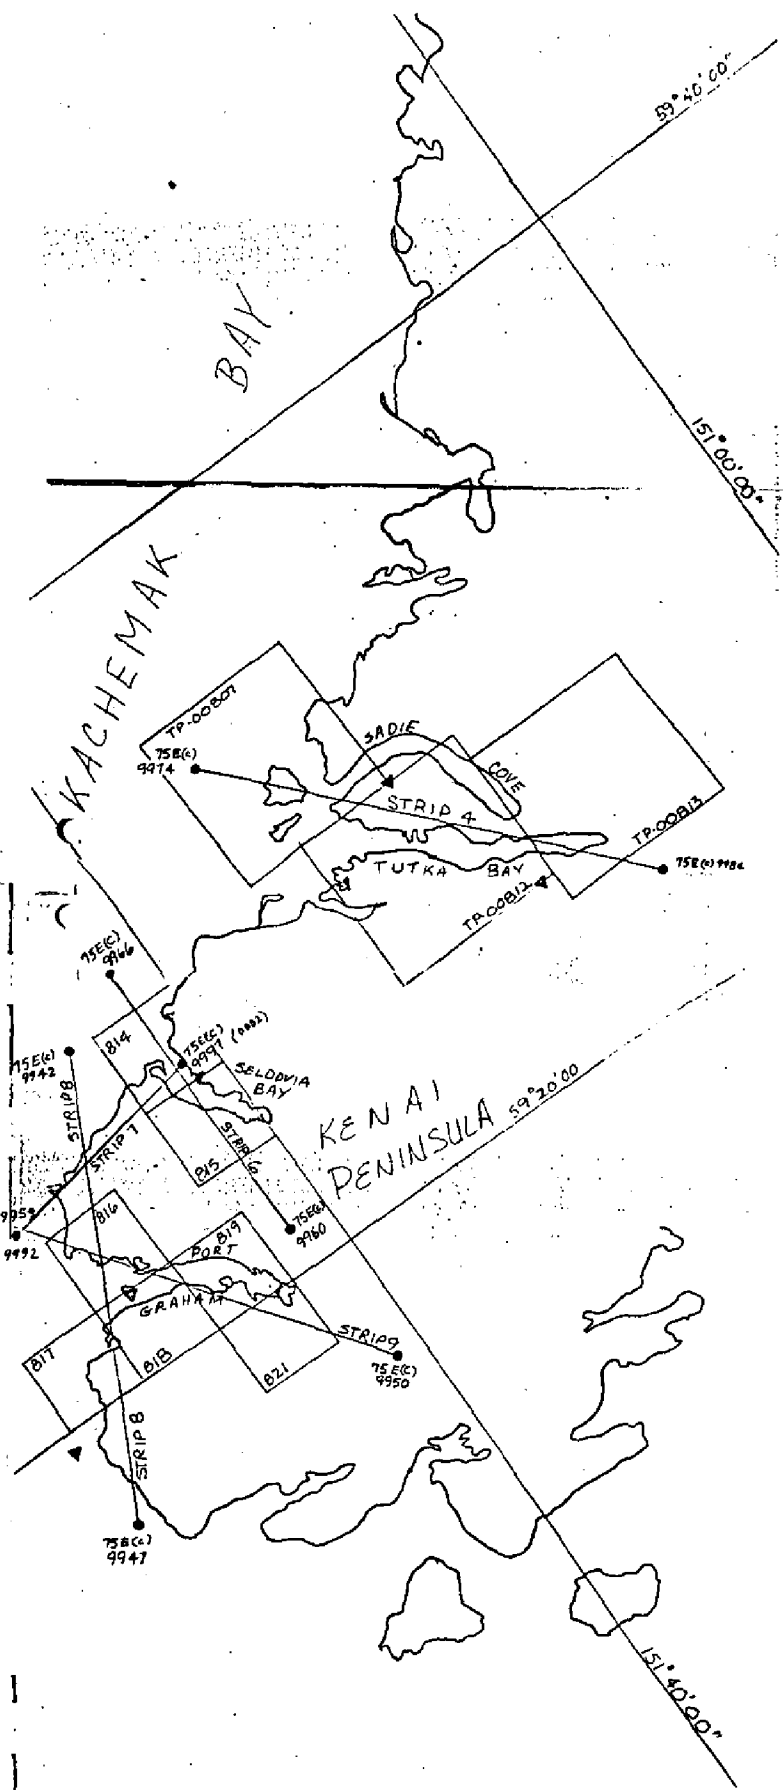 59°40'00"
BAY
151°00'00"
KACHEMAK
TP-00807
75E(C)
9974
SADIE
COVE
STRIP 4
TP-00813
TUTKA BAY
75E(C)
TP-00812
75E(C)
9966
814
75E(C)
9997 (0002)
75E(C)
9942
STRIP 8
SELDOVIA
BAY
KENAI
PENINSULA
59°20'00
STRIP 7
STRIP 6
815
9959
9992
816
819
75E(C)
9960
PORT
GRAHAM
STRIP 9
75E(C)
9950
817
818
821
STRIP 8
75E(C)
9947
151°40'00"